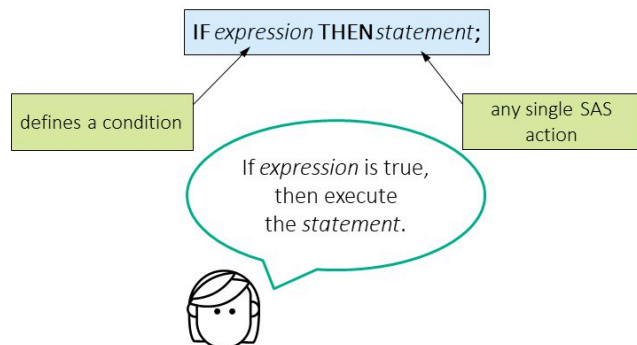 IF expression THEN statement;
defines a condition
any single SAS
action
If expression is true,
then execute
the statement.